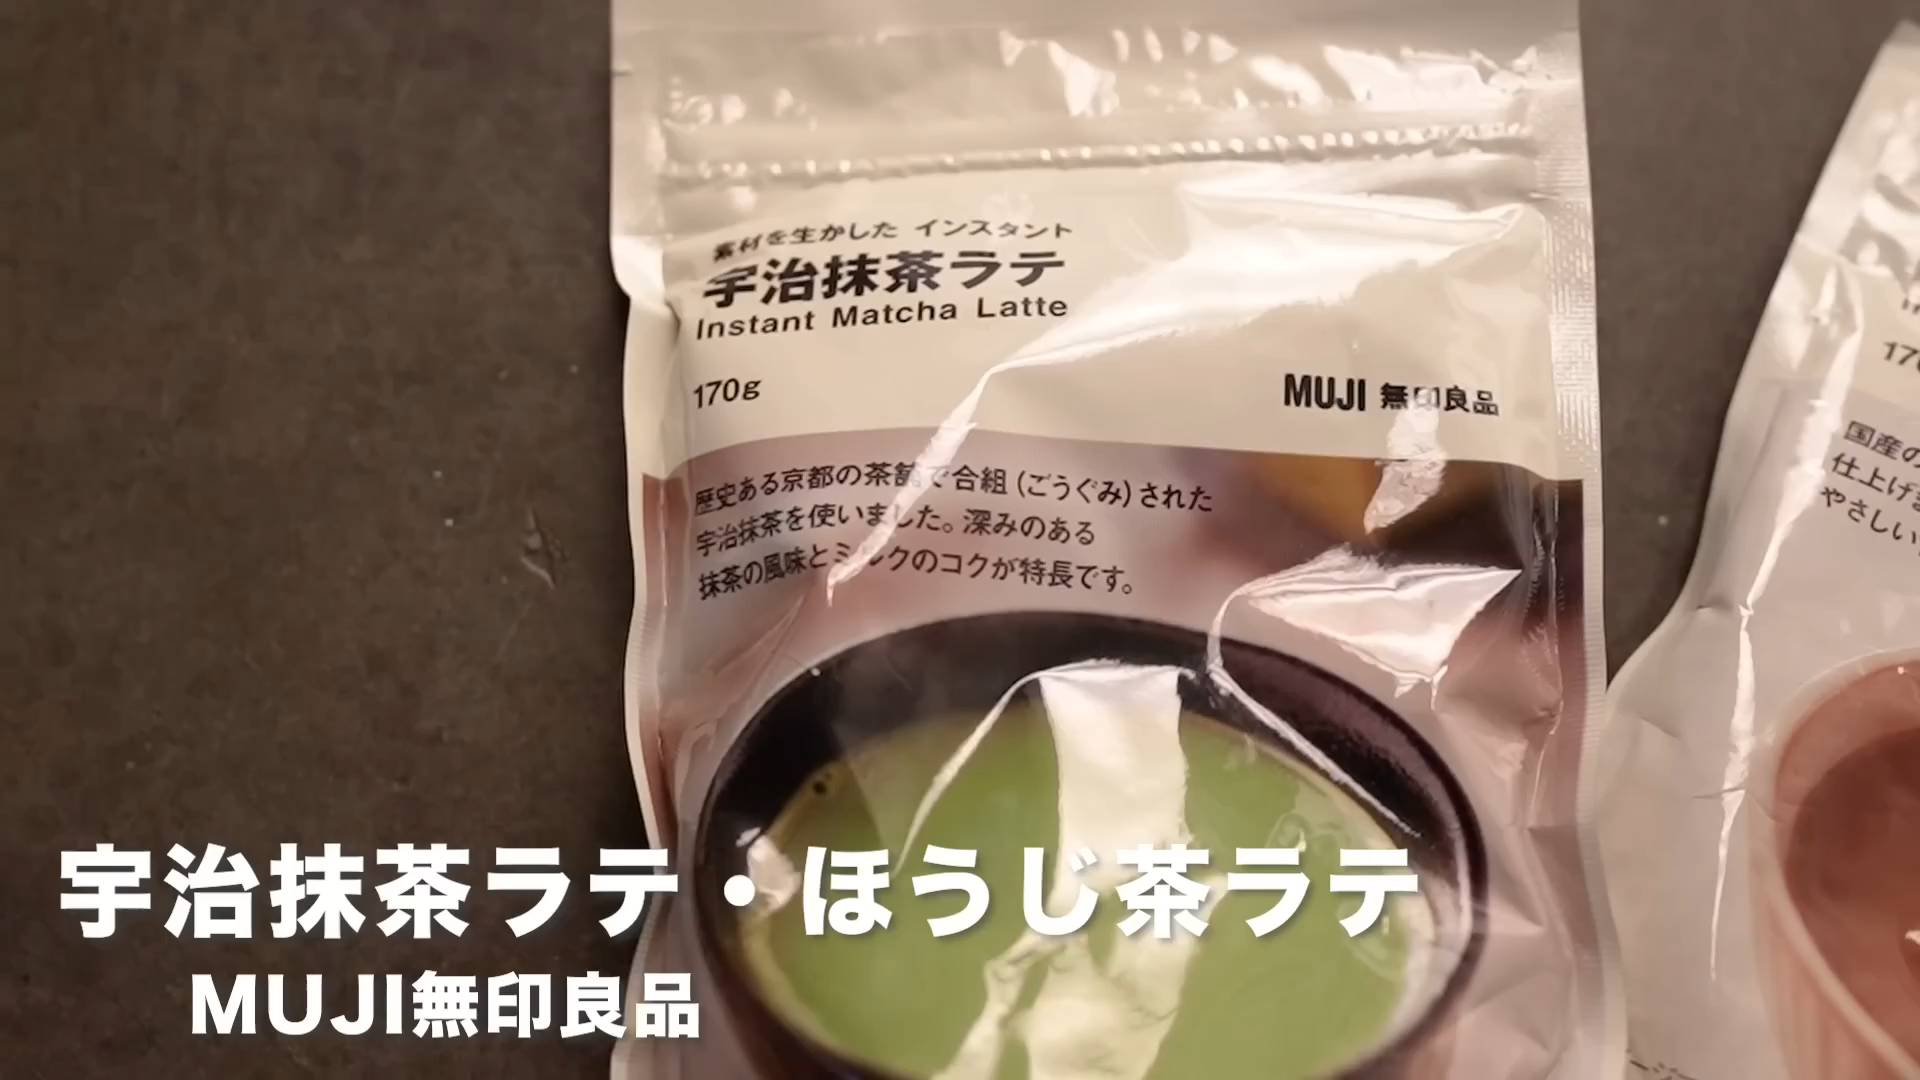 素材を生かした インスタント
宇治抹茶ラテ
Instant Matcha Latte
170g
MUJI 無印良品
歴史ある京都の茶舗で合組(ごうぐみ)された
宇治抹茶を使いました。深みのある
抹茶の風味とミルクのコクが特長です。
国産の
仕上げ
やさしい
宇治抹茶ラテ・ほうじ茶ラテ
MUJI無印良品